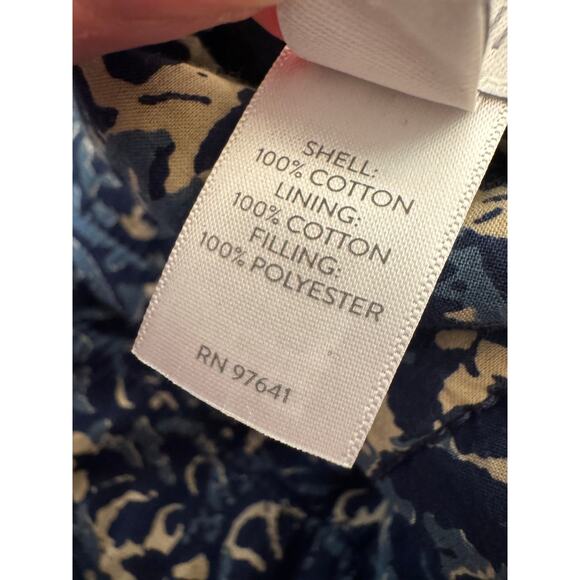 SHELL:
100% COTTON
LINING:
100% COTTON
FILLING:
100% POLYESTER
RN 97641